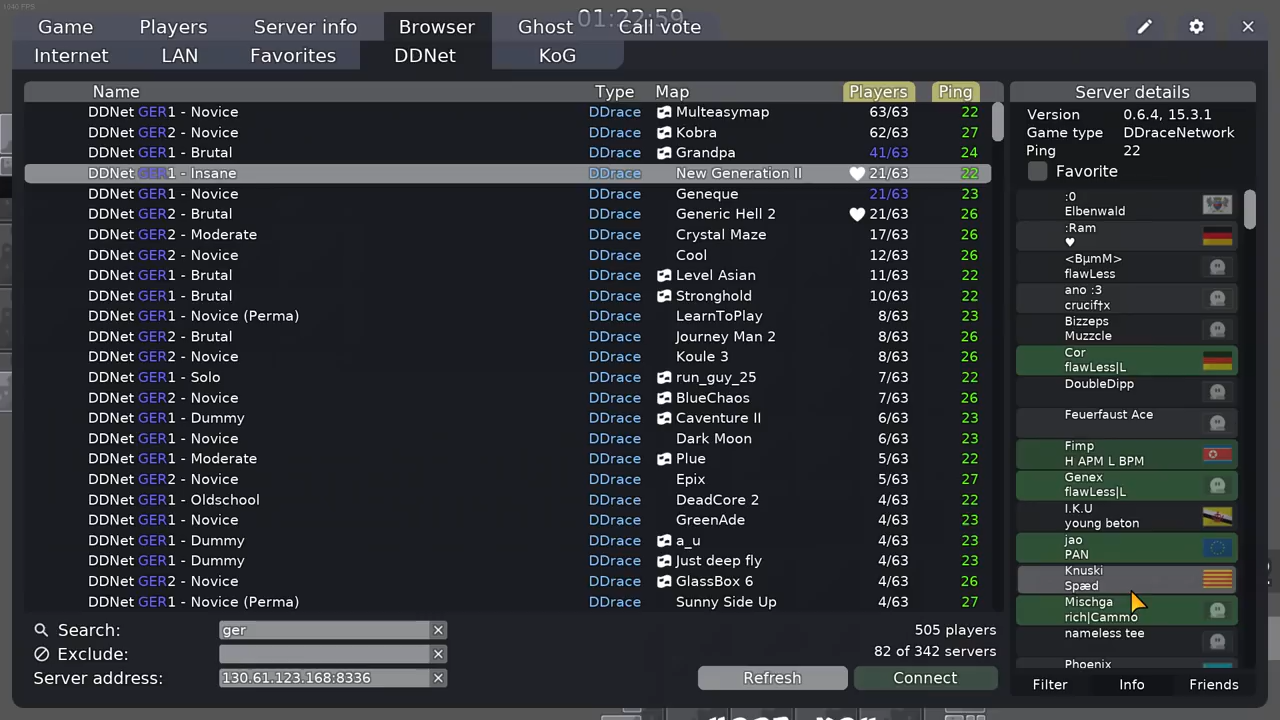 1040 FPS
01:22:59
Game Players Server info Browser Ghost Call vote
Internet LAN Favorites DDNet KoG
Name Type Map Players Ping
DDNet GER1 - Novice DDrace Multeasymap 63/63 22
DDNet GER1 - Novice DDrace Kobra 62/63 27
DDNet GER1 - Brutal DDrace Grandpa 41/63 24
DDNet GER1 - Insane DDrace New Generation II 21/63 22
DDNet GER1 - Novice DDrace Geneque 21/63 23
DDNet GER2 - Brutal DDrace Generic Hell 2 21/63 26
DDNet GER2 - Moderate DDrace Crystal Maze 17/63 26
DDNet GER2 - Novice DDrace Cool 12/63 26
DDNet GER1 - Brutal DDrace Level Asian 11/63 22
DDNet GER1 - Brutal DDrace Stronghold 10/63 22
DDNet GER1 - Novice (Perma) DDrace LearnToPlay 8/63 23
DDNet GER2 - Brutal DDrace Journey Man 2 8/63 26
DDNet GER2 - Novice DDrace Koule 3 8/63 26
DDNet GER1 - Solo DDrace run_guy_25 7/63 22
DDNet GER2 - Novice DDrace BlueChaos 7/63 26
DDNet GER1 - Dummy DDrace Caventure II 6/63 23
DDNet GER1 - Novice DDrace Dark Moon 6/63 23
DDNet GER1 - Moderate DDrace Plue 5/63 22
DDNet GER2 - Novice DDrace Epix 5/63 27
DDNet GER1 - Oldschool DDrace DeadCore 2 4/63 22
DDNet GER1 - Novice DDrace GreenAde 4/63 23
DDNet GER1 - Dummy DDrace a_u 4/63 23
DDNet GER1 - Dummy DDrace Just deep fly 4/63 23
DDNet GER2 - Novice DDrace GlassBox 6 4/63 26
DDNet GER1 - Novice (Perma) DDrace Sunny Side Up 4/63 27
Search: ger
Exclude:
Server address: 130.61.123.168:8336
505 players
82 of 342 servers
Refresh Connect
Server details
Version 0.6.4, 15.3.1
Game type DDraceNetwork
Ping 22
Favorite
:0
Elbenwald
:Ram
♥
<BµmM>
flawLess
ano :3
crucif†x
Bizzeps
Muzzcle
Cor
flawLess|L
DoubleDipp
Feuerfaust Ace
Fimp
H APM L BPM
Genex
flawLess|L
I.K.U
young beton
jao
PAN
Knuski
Spæd
Mischga
rich|Cammo
nameless tee
Phoenix
Filter Info Friends